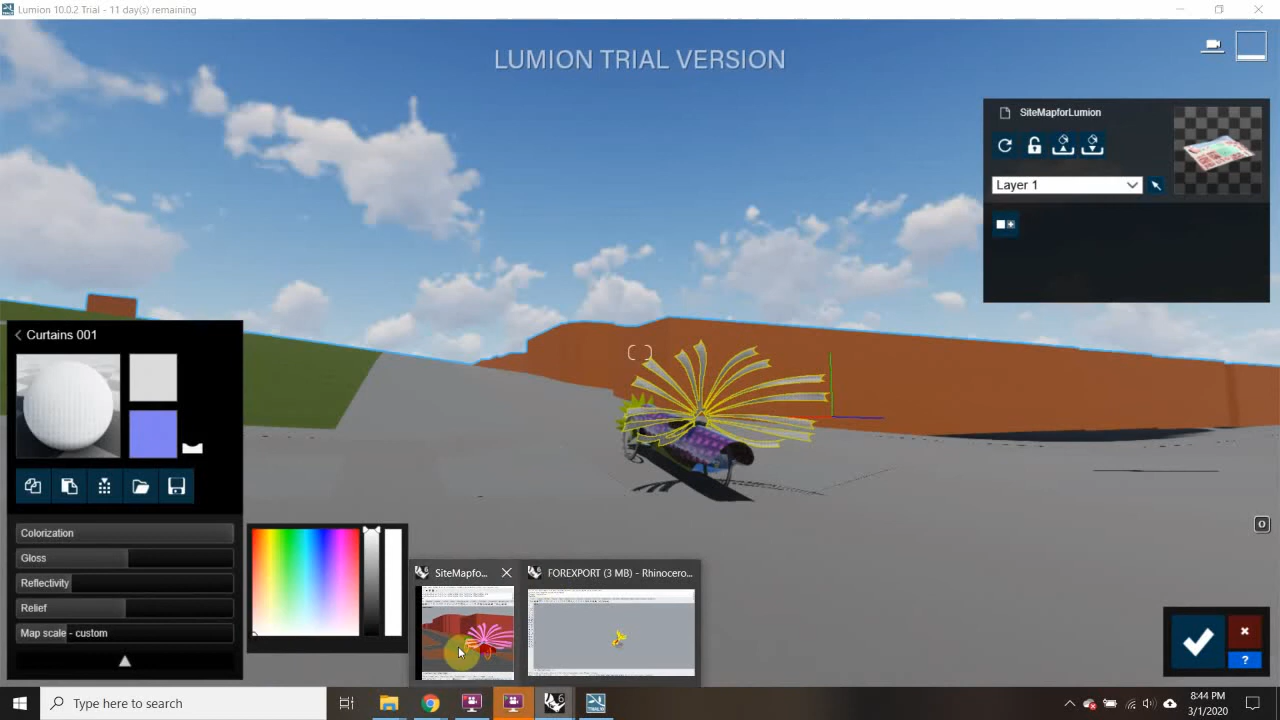 Lumion 10.0.2 Trial - 11 day(s) remaining
LUMION TRIAL VERSION
SiteMapforLumion
Layer 1
Curtains 001
Colorization
Gloss
Reflectivity
Relief
Map scale - custom
SiteMapfo...
FOREXPORT (3 MB) - Rhinocero...
O
?
Type here to search
8:44 PM
3/1/2020